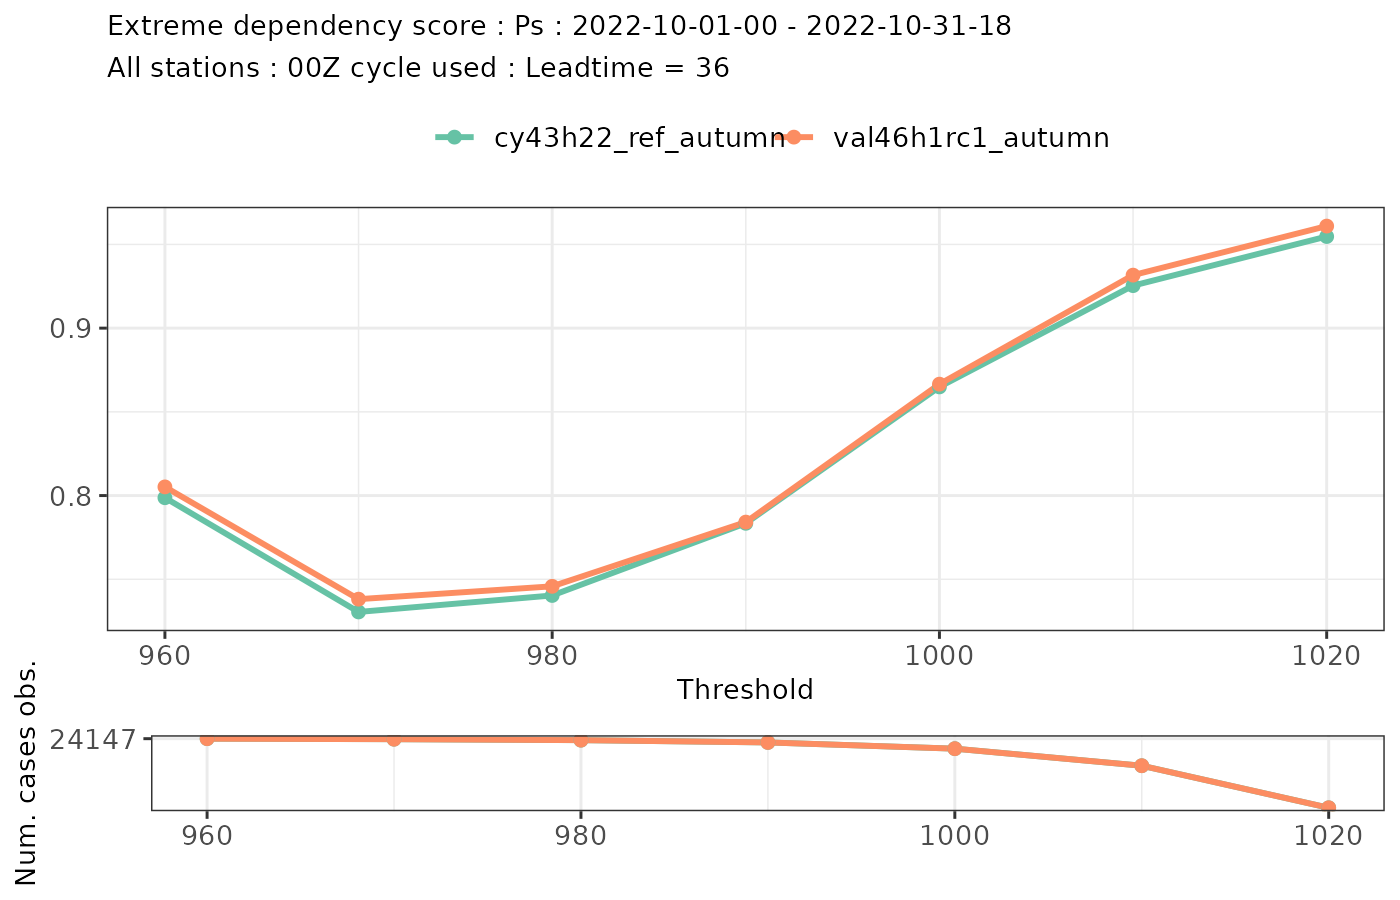 Extreme dependency score : Ps : 2022-10-01-00 - 2022-10-31-18
All stations : 00Z cycle used : Leadtime = 36
cy43h22_ref_autumn val46h1rc1_autumn
0.9
0.8
960 980 1000 1020
Threshold
Num. cases obs.
24147
960 980 1000 1020